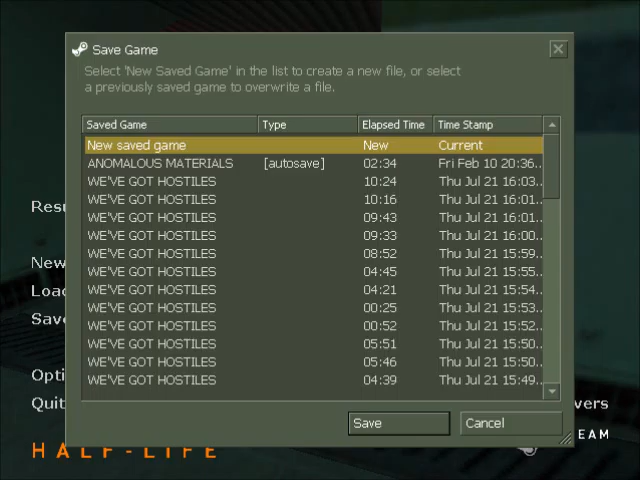 Save Game
Select 'New Saved Game' in the list to create a new file, or select
a previously saved game to overwrite a file.
Saved Game Type Elapsed Time Time Stamp
New saved game New Current
ANOMALOUS MATERIALS [autosave] 02:34 Fri Feb 10 20:36..
WE'VE GOT HOSTILES 10:24 Thu Jul 21 16:03..
WE'VE GOT HOSTILES 10:16 Thu Jul 21 16:01..
WE'VE GOT HOSTILES 09:43 Thu Jul 21 16:01..
WE'VE GOT HOSTILES 09:33 Thu Jul 21 16:00..
WE'VE GOT HOSTILES 08:52 Thu Jul 21 15:59..
WE'VE GOT HOSTILES 04:45 Thu Jul 21 15:55..
WE'VE GOT HOSTILES 04:21 Thu Jul 21 15:54..
WE'VE GOT HOSTILES 00:25 Thu Jul 21 15:53..
WE'VE GOT HOSTILES 00:52 Thu Jul 21 15:52..
WE'VE GOT HOSTILES 05:51 Thu Jul 21 15:50..
WE'VE GOT HOSTILES 05:46 Thu Jul 21 15:50..
WE'VE GOT HOSTILES 04:39 Thu Jul 21 15:49..
Save Cancel
Resu
New
Load
Save
Opti
Quit
vers
EAM
HALF-LIFE